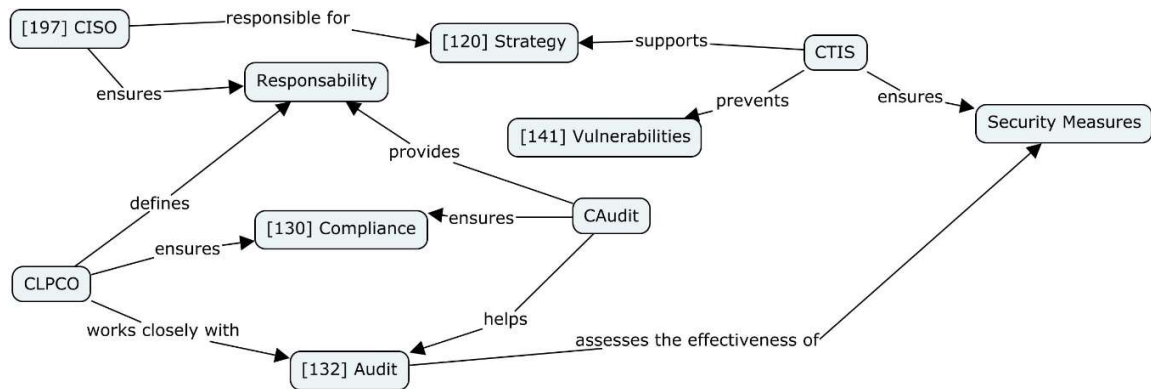 [197] CISO
responsible for
[120] Strategy
supports
CTIS
ensures
Responsability
prevents
ensures
Security Measures
[141] Vulnerabilities
provides
defines
[130] Compliance
ensures
CAudit
ensures
CLPCO
works closely with
helps
assesses the effectiveness of
[132] Audit